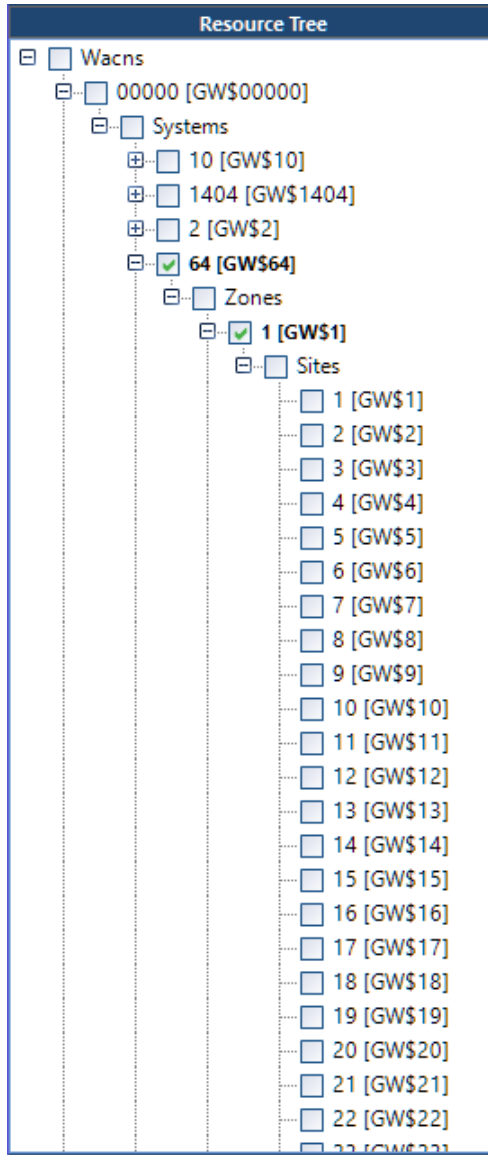 Resource Tree
Wacns
00000 [GW$00000]
Systems
10 [GW$10]
1404 [GW$1404]
2 [GW$2]
64 [GW$64]
Zones
1 [GW$1]
Sites
1 [GW$1]
2 [GW$2]
3 [GW$3]
4 [GW$4]
5 [GW$5]
6 [GW$6]
7 [GW$7]
8 [GW$8]
9 [GW$9]
10 [GW$10]
11 [GW$11]
12 [GW$12]
13 [GW$13]
14 [GW$14]
15 [GW$15]
16 [GW$16]
17 [GW$17]
18 [GW$18]
19 [GW$19]
20 [GW$20]
21 [GW$21]
22 [GW$22]